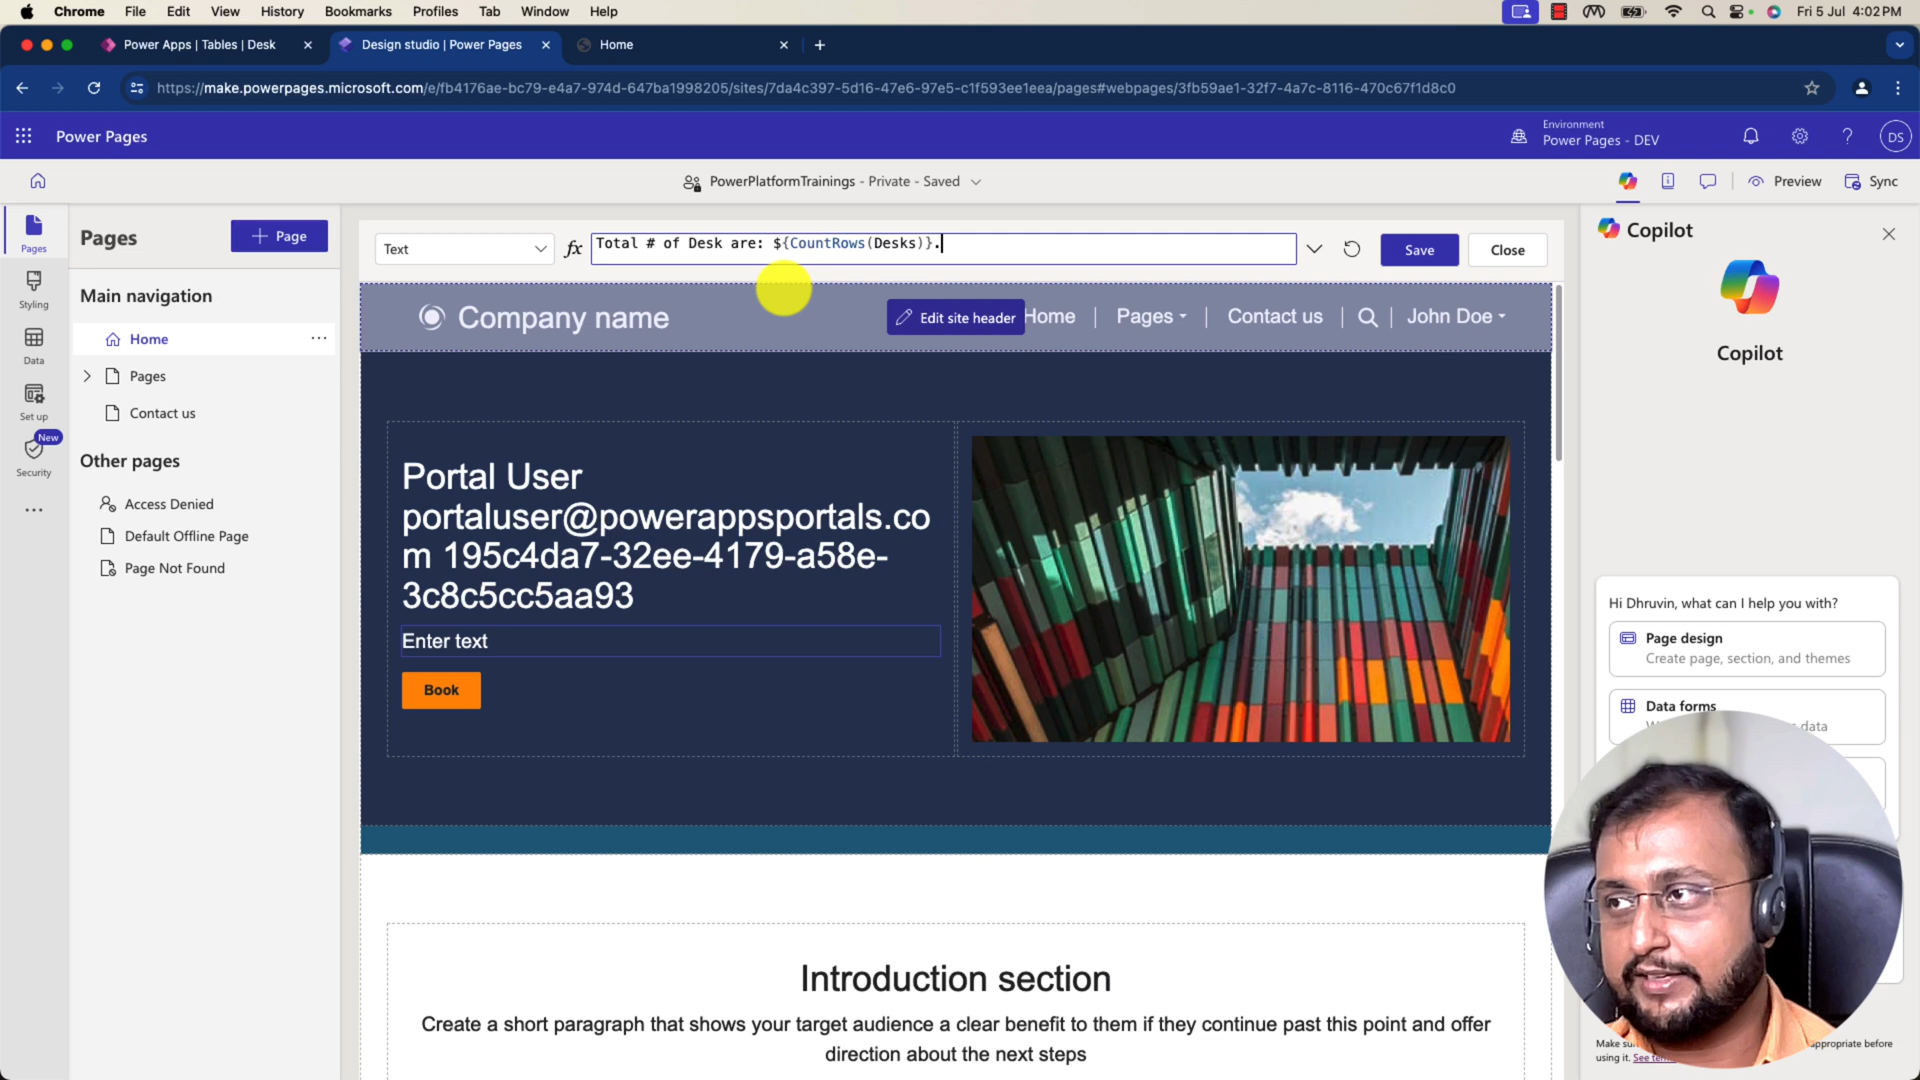 Chrome File Edit View History Bookmarks Profiles Tab Window Help Fri 5 Jul 4:02 PM
Power Apps | Tables | Desk Design studio | Power Pages Home
https://make.powerpages.microsoft.com/e/fb4176ae-bc79-e4a7-974d-647ba1998205/sites/7da4c397-5d16-47e6-97e5-c1f593ee1eea/pages#webpages/3fb59ae1-32f7-4a7c-8116-470c67f1d8c0
Power Pages
Environment
Power Pages - DEV
DS
PowerPlatformTrainings - Private - Saved
Preview Sync
Pages
Styling
Data
Set up
New
Security
Pages
+ Page
Main navigation
Home
Pages
Contact us
Other pages
Access Denied
Default Offline Page
Page Not Found
Text
fx
Total # of Desk are: ${CountRows(Desks)}.
Save
Close
Company name
Edit site header
Home | Pages | Contact us | John Doe
Portal User
portaluser@powerappsportals.co
m 195c4da7-32ee-4179-a58e-
3c8c5cc5aa93
Enter text
Book
Introduction section
Create a short paragraph that shows your target audience a clear benefit to them if they continue past this point and offer
direction about the next steps
Copilot
Copilot
Hi Dhruvin, what can I help you with?
Page design
Create page, section, and themes
Data forms
data
appropriate before
using it.